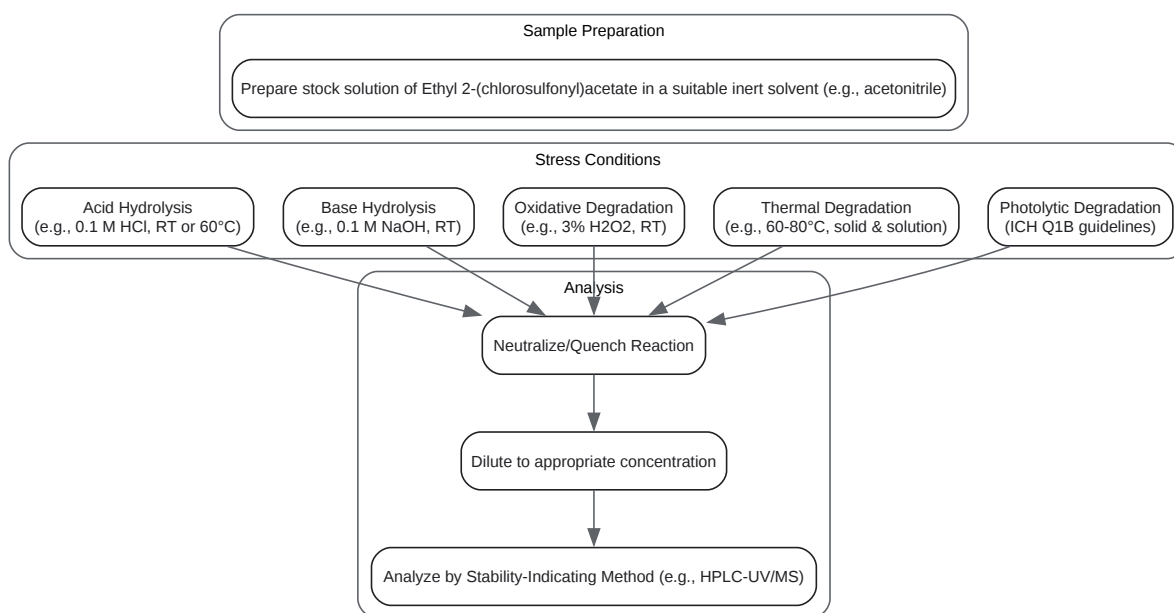 Sample Preparation
Prepare stock solution of Ethyl 2-(chlorosulfonyl)acetate in a suitable inert solvent (e.g., acetonitrile)
Stress Conditions
Acid Hydrolysis
(e.g., 0.1 M HCl, RT or 60°C)
Base Hydrolysis
(e.g., 0.1 M NaOH, RT)
Oxidative Degradation
(e.g., 3% H2O2, RT)
Thermal Degradation
(e.g., 60-80°C, solid & solution)
Photolytic Degradation
(ICH Q1B guidelines)
Analysis
Neutralize/Quench Reaction
Dilute to appropriate concentration
Analyze by Stability-Indicating Method (e.g., HPLC-UV/MS)